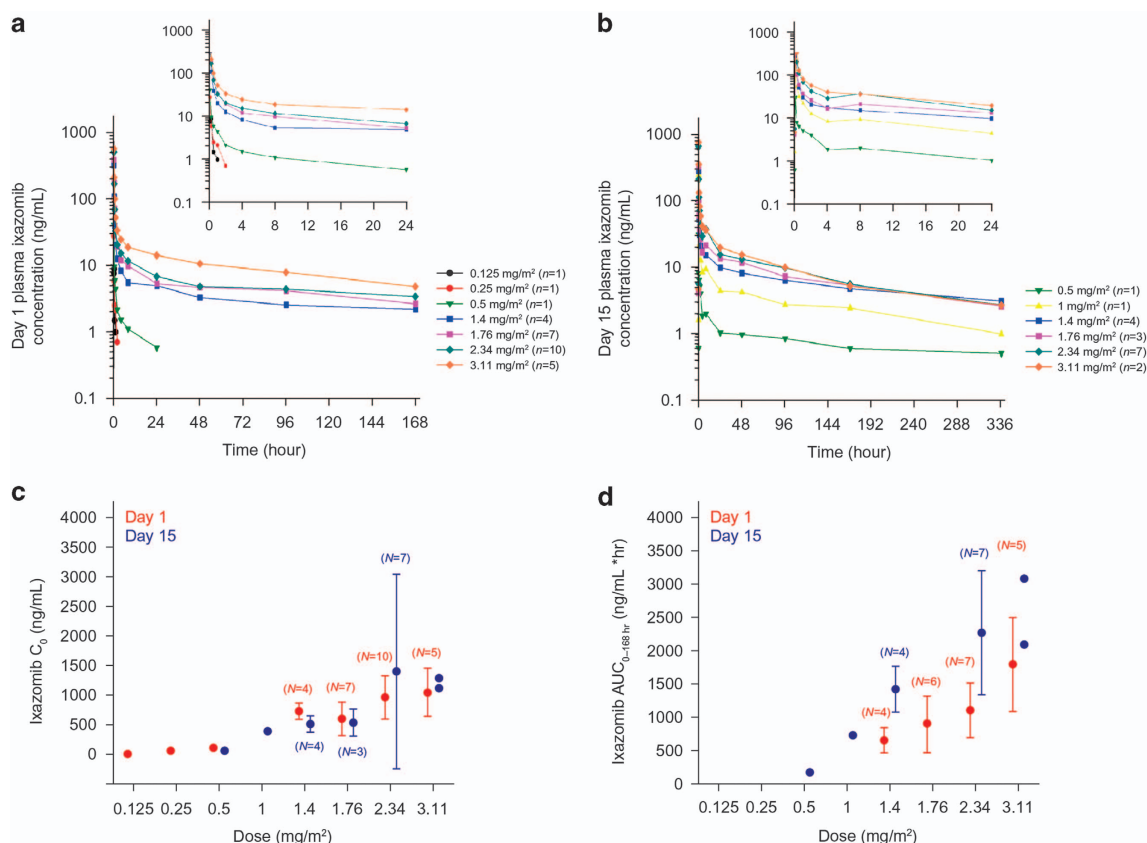 a
1000
100
10
1
0.1
0 4 8 12 16 20 24
1000
100
10
1
0.1
Day 1 plasma ixazomib
concentration (ng/mL)
0 24 48 72 96 120 144 168
Time (hour)
0.125 mg/m² (n=1)
0.25 mg/m² (n=1)
0.5 mg/m² (n=1)
1.4 mg/m² (n=4)
1.76 mg/m² (n=7)
2.34 mg/m² (n=10)
3.11 mg/m² (n=5)
b
1000
100
10
1
0.1
0 4 8 12 16 20 24
1000
100
10
1
0.1
Day 15 plasma ixazomib
concentration (ng/mL)
0 48 96 144 192 240 288 336
Time (hour)
0.5 mg/m² (n=1)
1 mg/m² (n=1)
1.4 mg/m² (n=4)
1.76 mg/m² (n=3)
2.34 mg/m² (n=7)
3.11 mg/m² (n=2)
c
Day 1
Day 15
4000
3500
3000
2500
2000
1500
1000
500
0
Ixazomib C₀ (ng/mL)
(N=4)
(N=4)
(N=7)
(N=3)
(N=10)
(N=7)
(N=5)
0.125 0.25 0.5 1 1.4 1.76 2.34 3.11
Dose (mg/m²)
d
Day 1
Day 15
4000
3500
3000
2500
2000
1500
1000
500
0
Ixazomib AUC₀₋₁₆₈ hr (ng/mL *hr)
(N=4)
(N=4)
(N=6)
(N=7)
(N=7)
(N=5)
0.125 0.25 0.5 1 1.4 1.76 2.34 3.11
Dose (mg/m²)